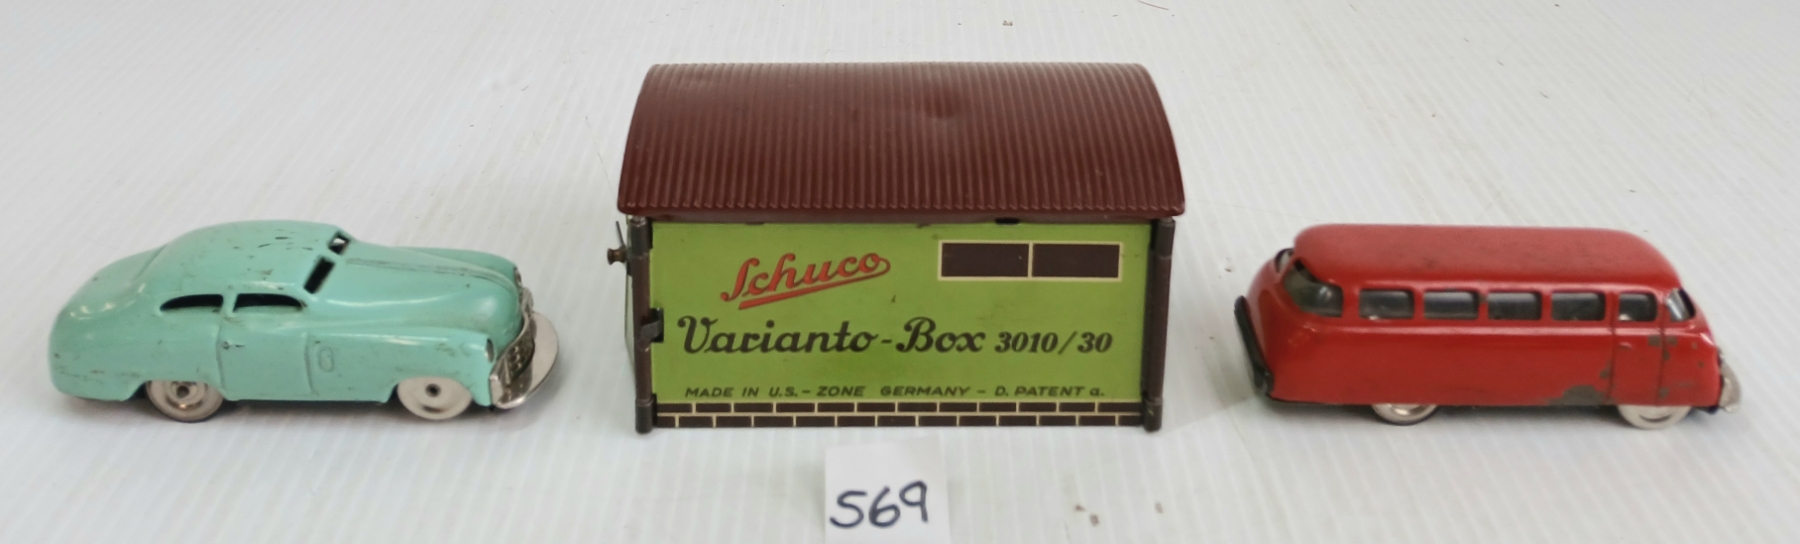 Schuco
Varianto-Box 3010/30
MADE IN U.S.-ZONE GERMANY - D. PATENT a.
569